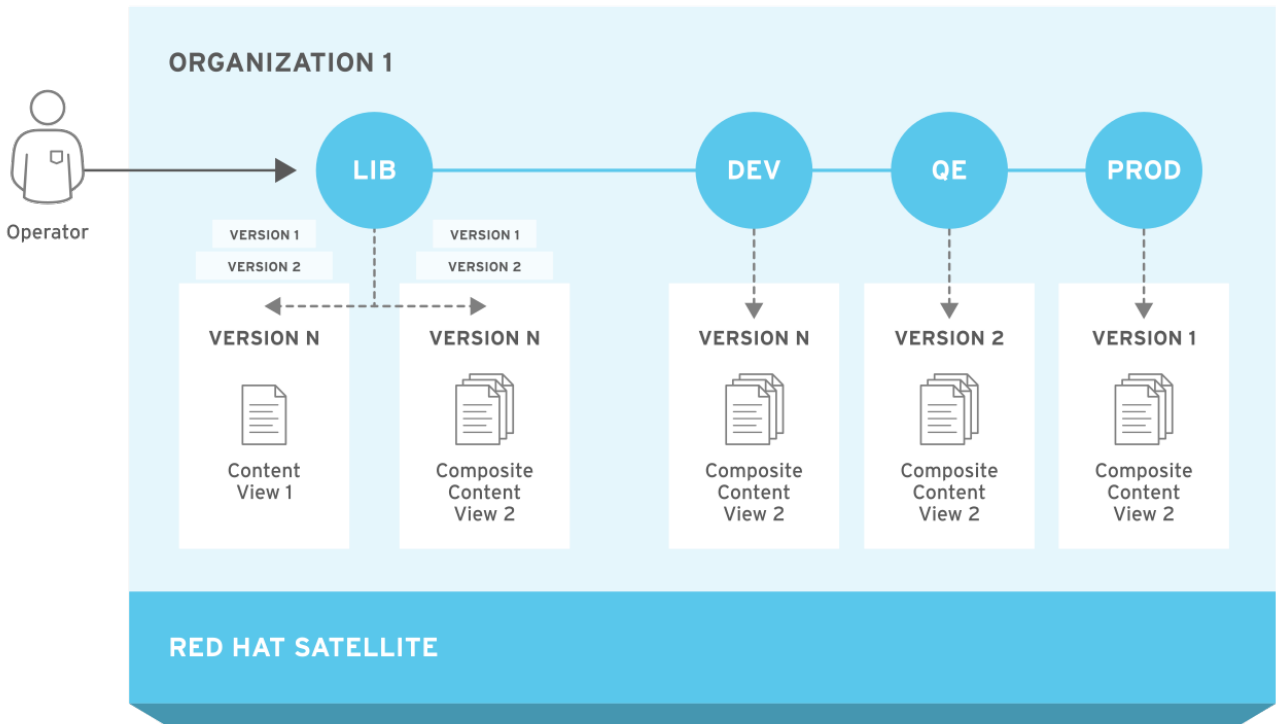 ORGANIZATION 1
Operator
LIB
DEV
QE
PROD
VERSION 1
VERSION 2
VERSION N
Content
View 1
VERSION 1
VERSION 2
VERSION N
Composite
Content
View 2
VERSION N
Composite
Content
View 2
VERSION 2
Composite
Content
View 2
VERSION 1
Composite
Content
View 2
RED HAT SATELLITE